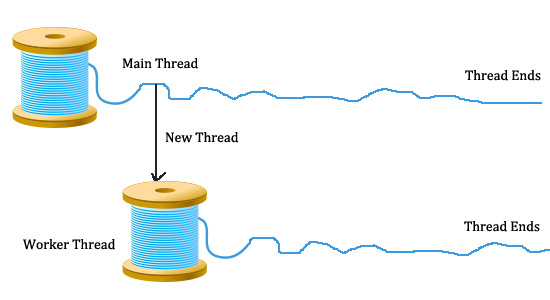 Main Thread
Thread Ends
New Thread
Worker Thread
Thread Ends